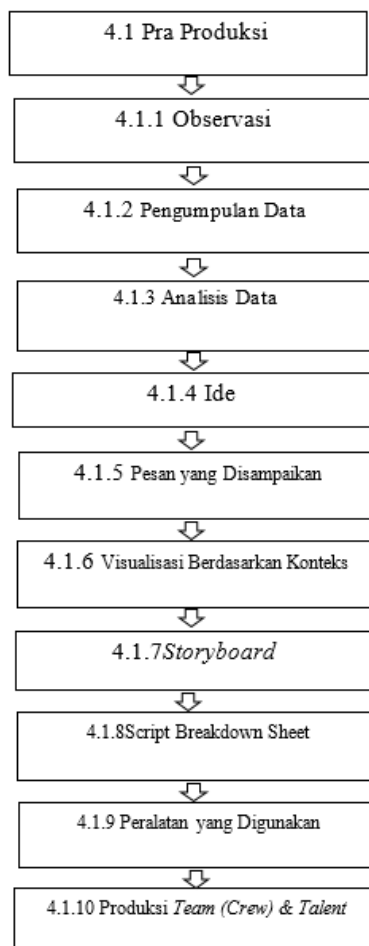 4.1 Pra Produksi
4.1.1 Observasi
4.1.2 Pengumpulan Data
4.1.3 Analisis Data
4.1.4 Ide
4.1.5 Pesan yang Disampaikan
4.1.6 Visualisasi Berdasarkan Konteks
4.1.7Storyboard
4.1.8Script Breakdown Sheet
4.1.9 Peralatan yang Digunakan
4.1.10 Produksi Team (Crew) & Talent